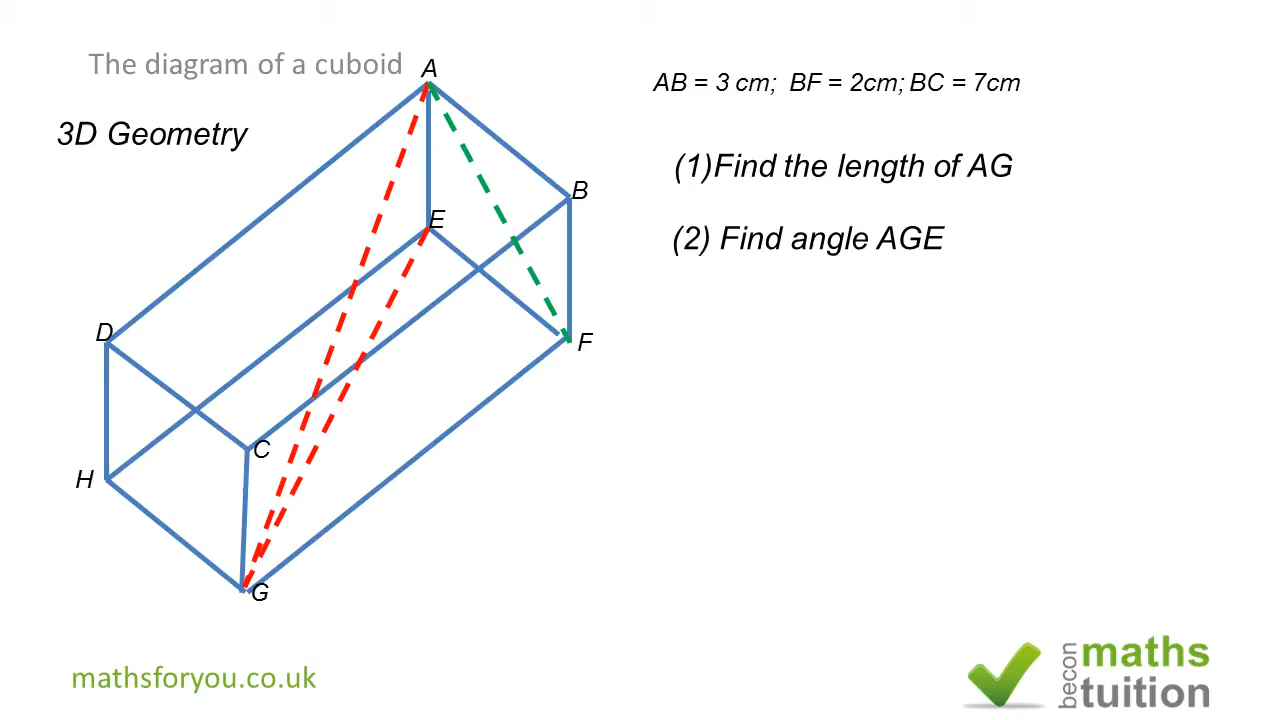 The diagram of a cuboid
A
AB = 3 cm;  BF = 2cm; BC = 7cm
3D Geometry
(1)Find the length of AG
B
E
(2) Find angle AGE
D
F
C
H
G
mathsforyou.co.uk
becon
maths
tuition